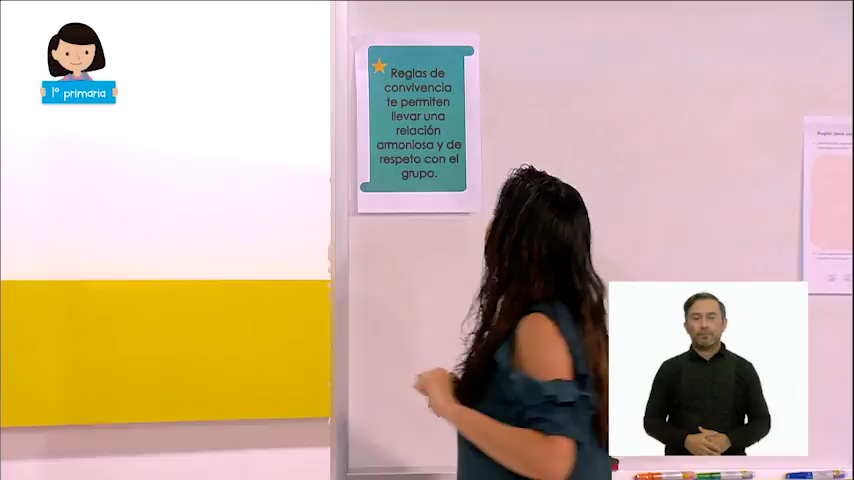 1° primaria
Reglas de
convivencia
te permiten
llevar una
relación
armoniosa y de
respeto con el
grupo.